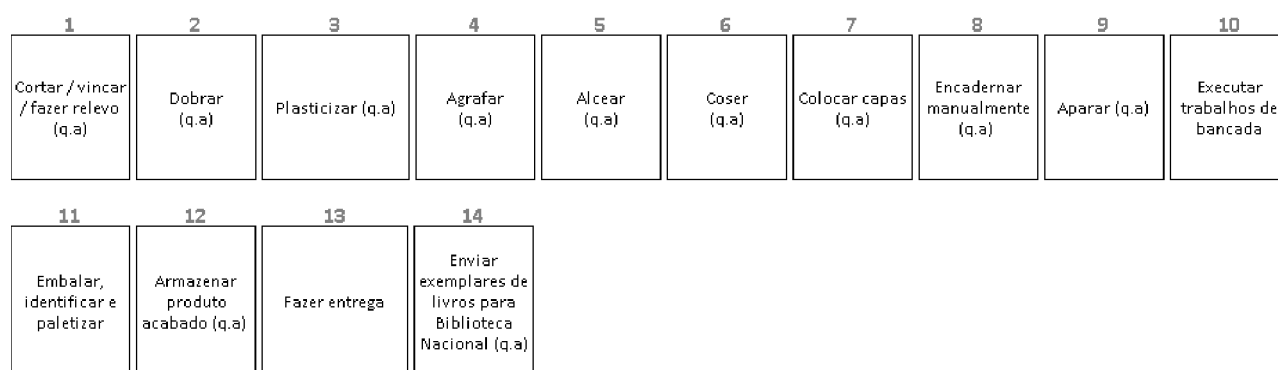 1 2 3 4 5 6 7 8 9 10
Cortar / vincar
/ fazer relevo
(q.a)
Dobrar
(q.a)
Plasticizar (q.a)
Agrafar
(q.a)
Alcear
(q.a)
Coser
(q.a)
Colocar capas
(q.a)
Encadernar
manualmente
(q.a)
Aparar (q.a)
Executar
trabalhos de
bancada
11 12 13 14
Embalar,
identificar e
paletizar
Armazenar
produto
acabado (q.a)
Fazer entrega
Enviar
exemplares de
livros para
Biblioteca
Nacional (q.a)